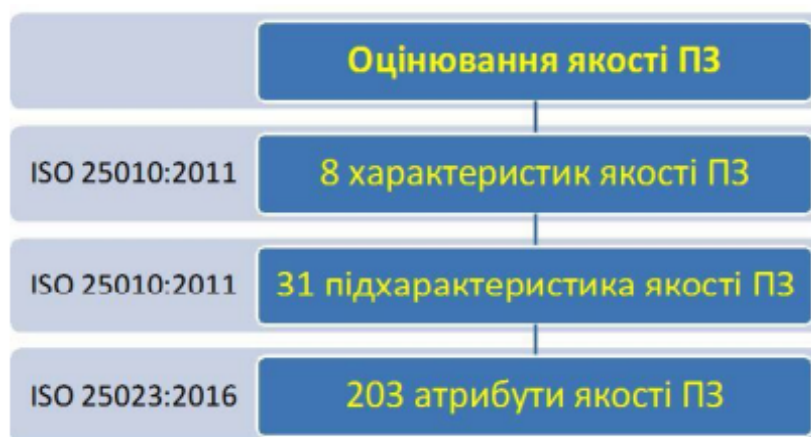 Оцінювання якості ПЗ
ISO 25010:2011 8 характеристик якості ПЗ
ISO 25010:2011 31 підхарактеристика якості ПЗ
ISO 25023:2016 203 атрибути якості ПЗ